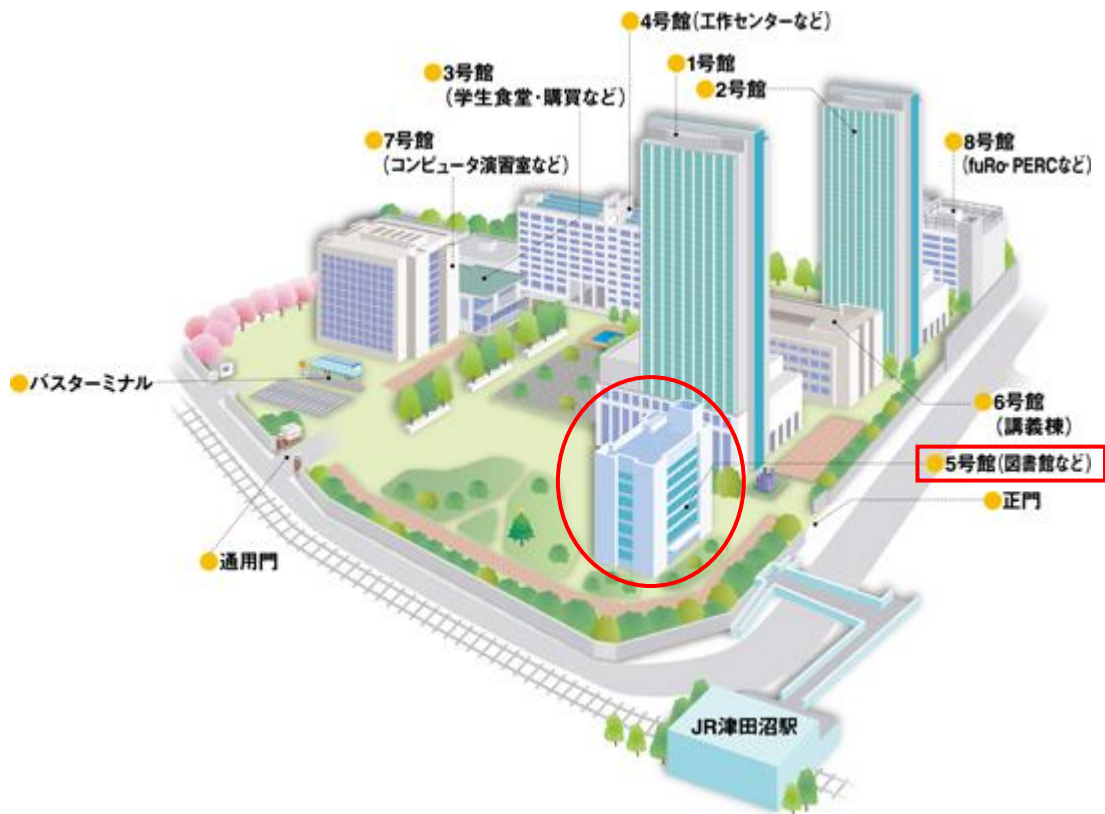 4号館(工作センターなど)
1号館
3号館
(学生食堂・購買など)
2号館
7号館
(コンピュータ演習室など)
8号館
(fuRo・PERCなど)
バスターミナル
6号館
(講義棟)
5号館(図書館など)
正門
通用門
JR津田沼駅